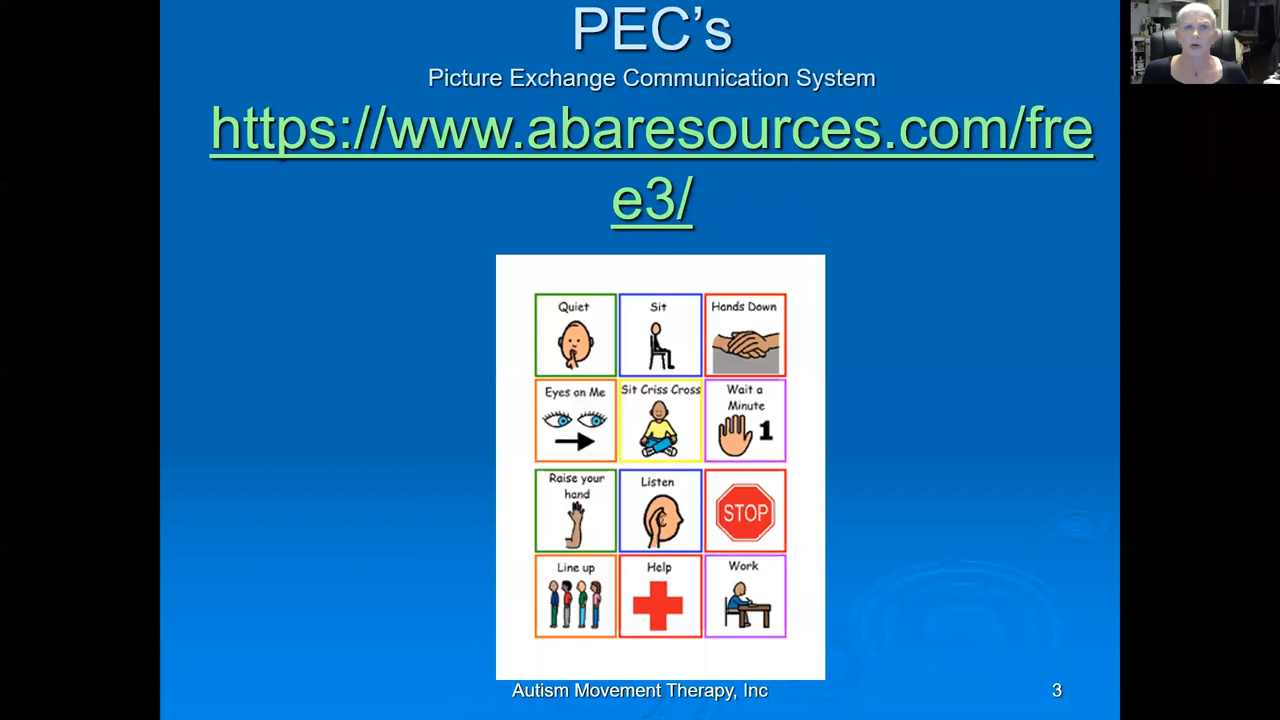 PEC's
Picture Exchange Communication System
https://www.abaresources.com/fre
e3/
Quiet
Sit
Hands Down
Eyes on Me
Sit Criss Cross
Wait a
Minute
1
Raise your
hand
Listen
STOP
Line up
Help
Work
Autism Movement Therapy, Inc
3